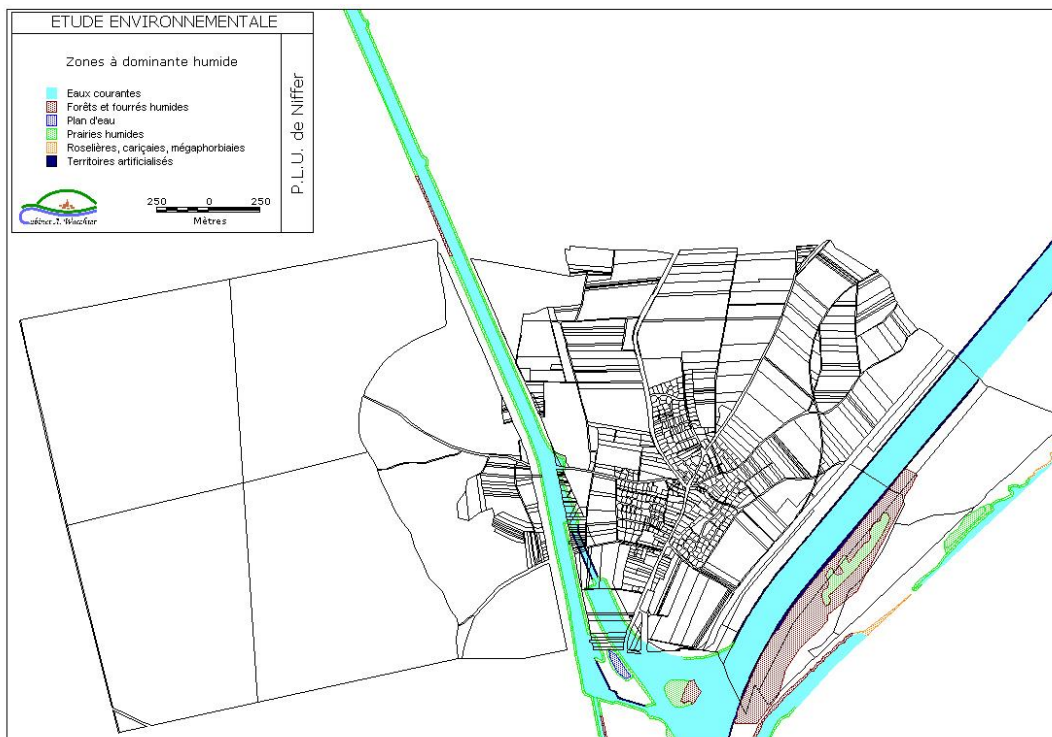 ETUDE ENVIRONNEMENTALE
Zones à dominante humide
Eaux courantes
Forêts et fourrés humides
Plan d'eau
Prairies humides
Roselières, cariçaies, mégaphorbiaies
Territoires artificialisés
250 0 250
Mètres
P.L.U. de Niffer